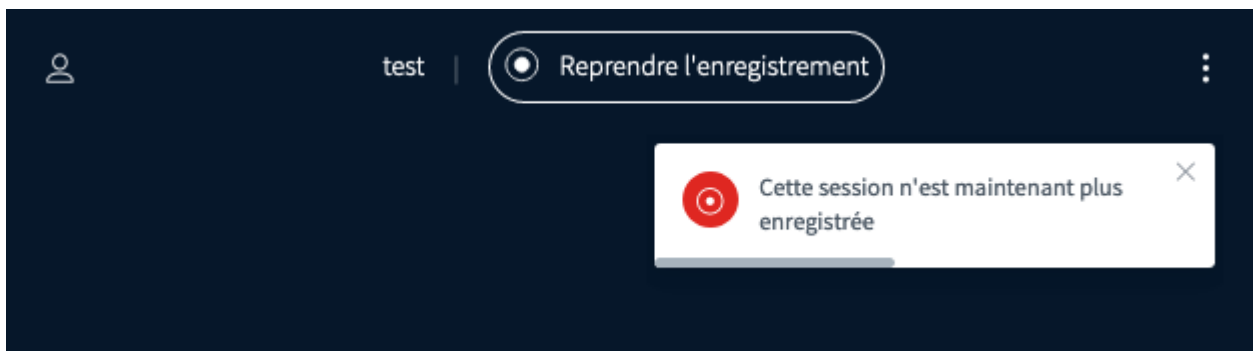 test | Reprendre l'enregistrement
Cette session n'est maintenant plus
enregistrée